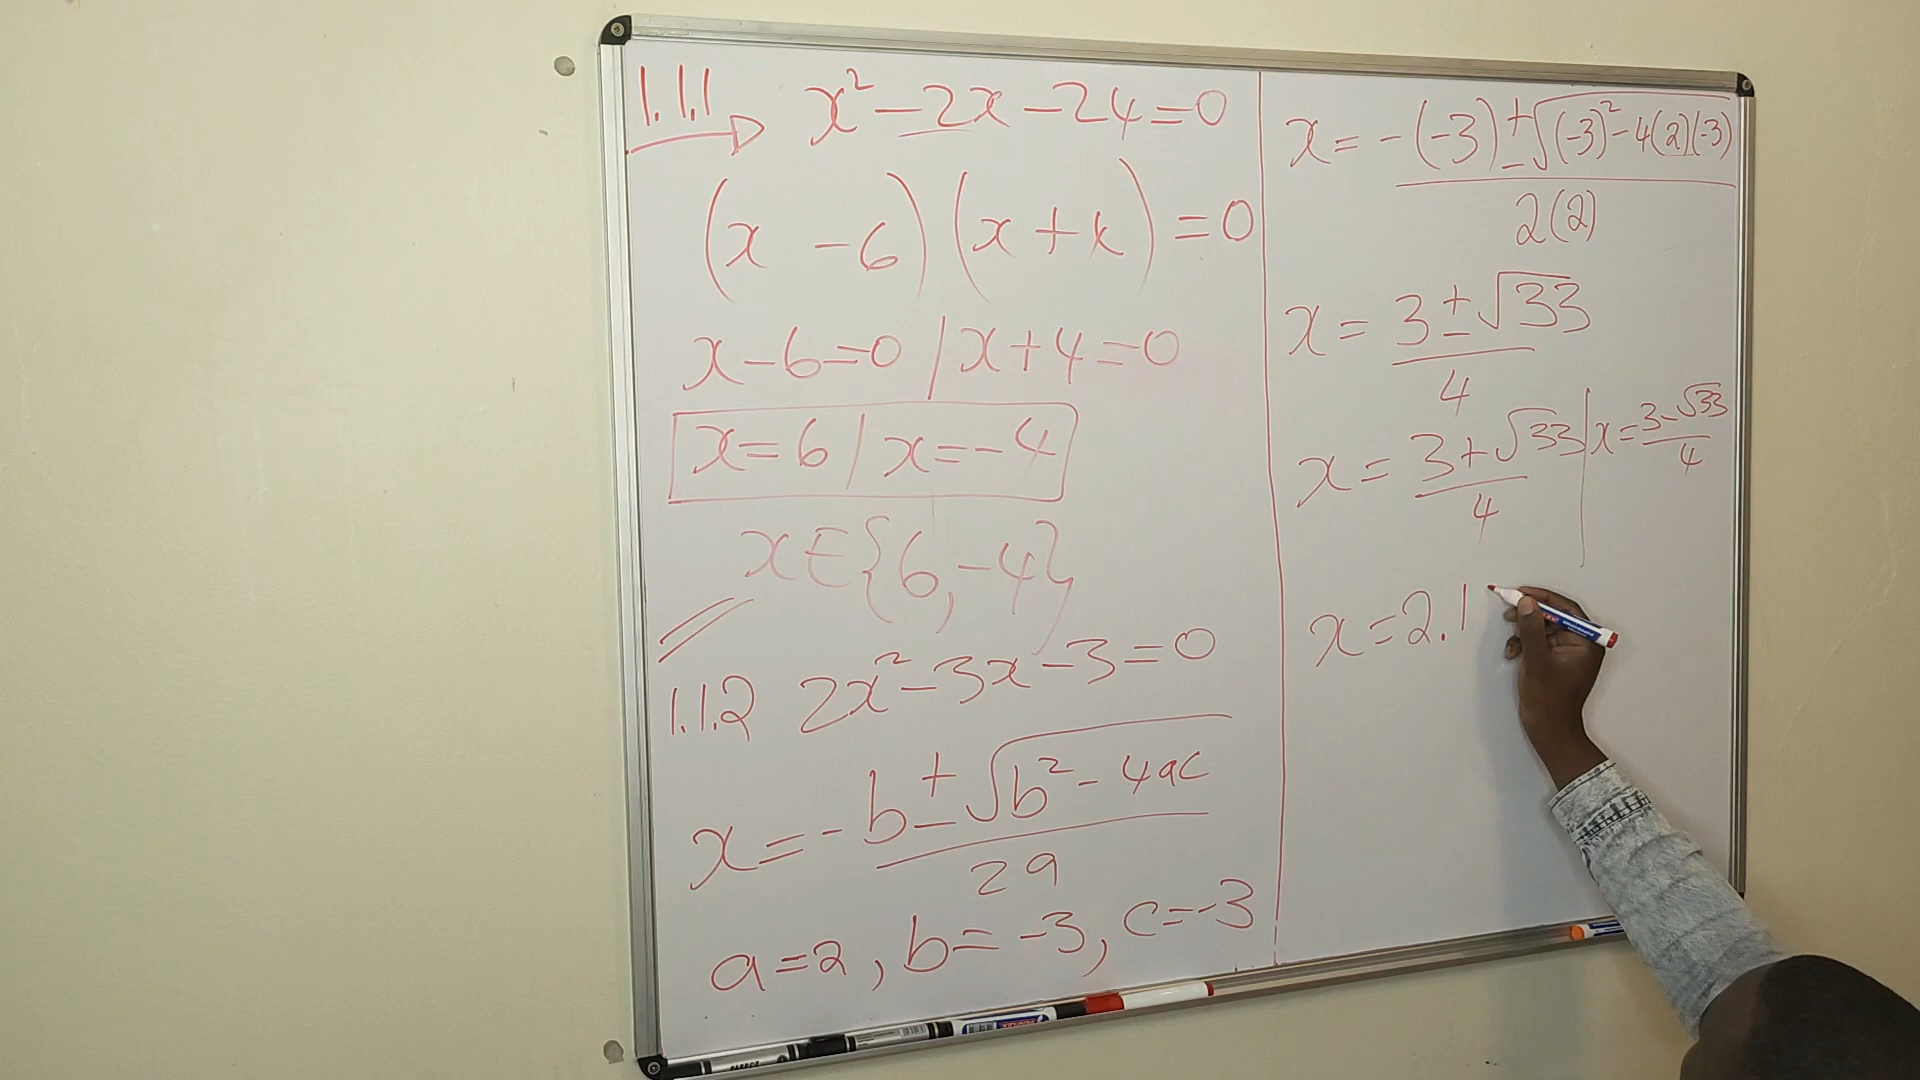 1.1.1 x² - 2x - 24 = 0
(x - 6)(x + 4) = 0
x - 6 = 0 / x + 4 = 0
x = 6 / x = -4
x ∈ {6, -4}
1.1.2 2x² - 3x - 3 = 0
x = -b ± √(b² - 4ac) / 2a
a = 2, b = -3, c = -3
x = -(-3) ± √((-3)² - 4(2)(-3)) / 2(2)
x = 3 ± √33 / 4
x = 3 + √33 / 4 | x = 3 - √33 / 4
x = 2.1